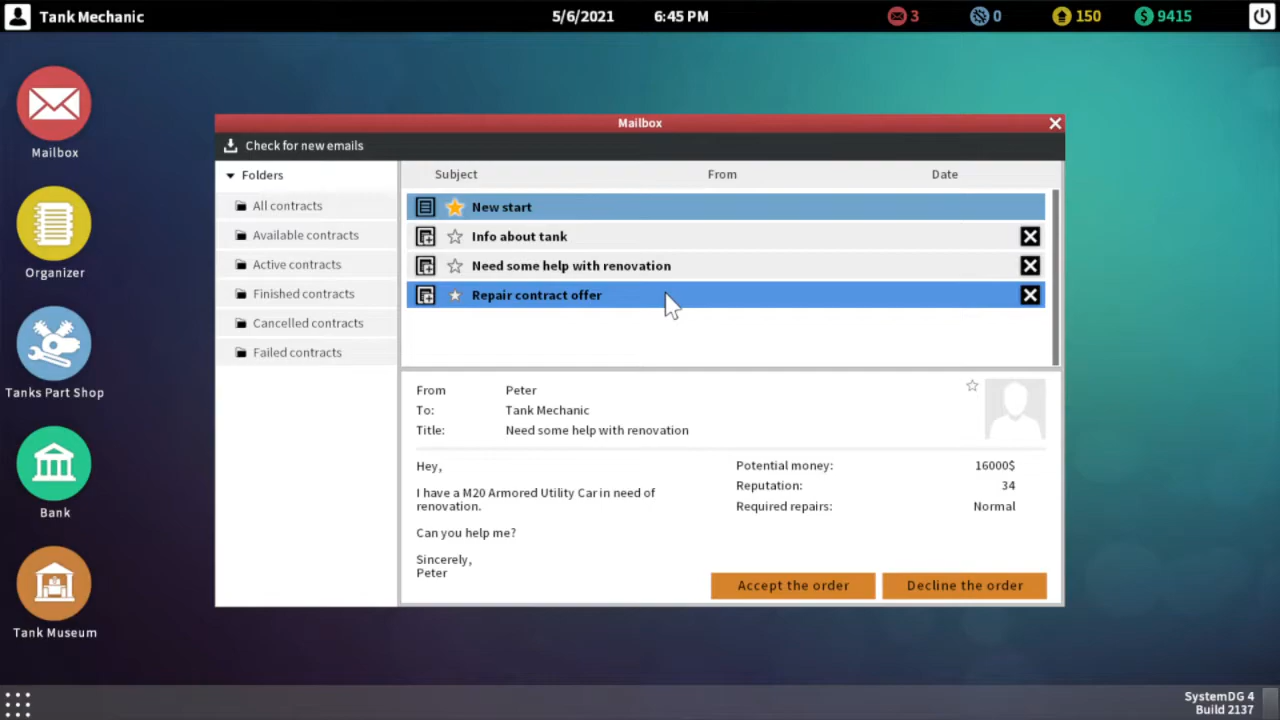 Tank Mechanic
5/6/2021 6:45 PM
3 0 150 9415
Mailbox
Organizer
Tanks Part Shop
Bank
Tank Museum
Mailbox
Check for new emails
Folders
All contracts
Available contracts
Active contracts
Finished contracts
Cancelled contracts
Failed contracts
Subject From Date
New start
Info about tank
Need some help with renovation
Repair contract offer
From Peter
To: Tank Mechanic
Title: Need some help with renovation
Hey,
I have a M20 Armored Utility Car in need of
renovation.
Can you help me?
Sincerely,
Peter
Potential money: 16000$
Reputation: 34
Required repairs: Normal
Accept the order
Decline the order
SystemDG 4
Build 2137